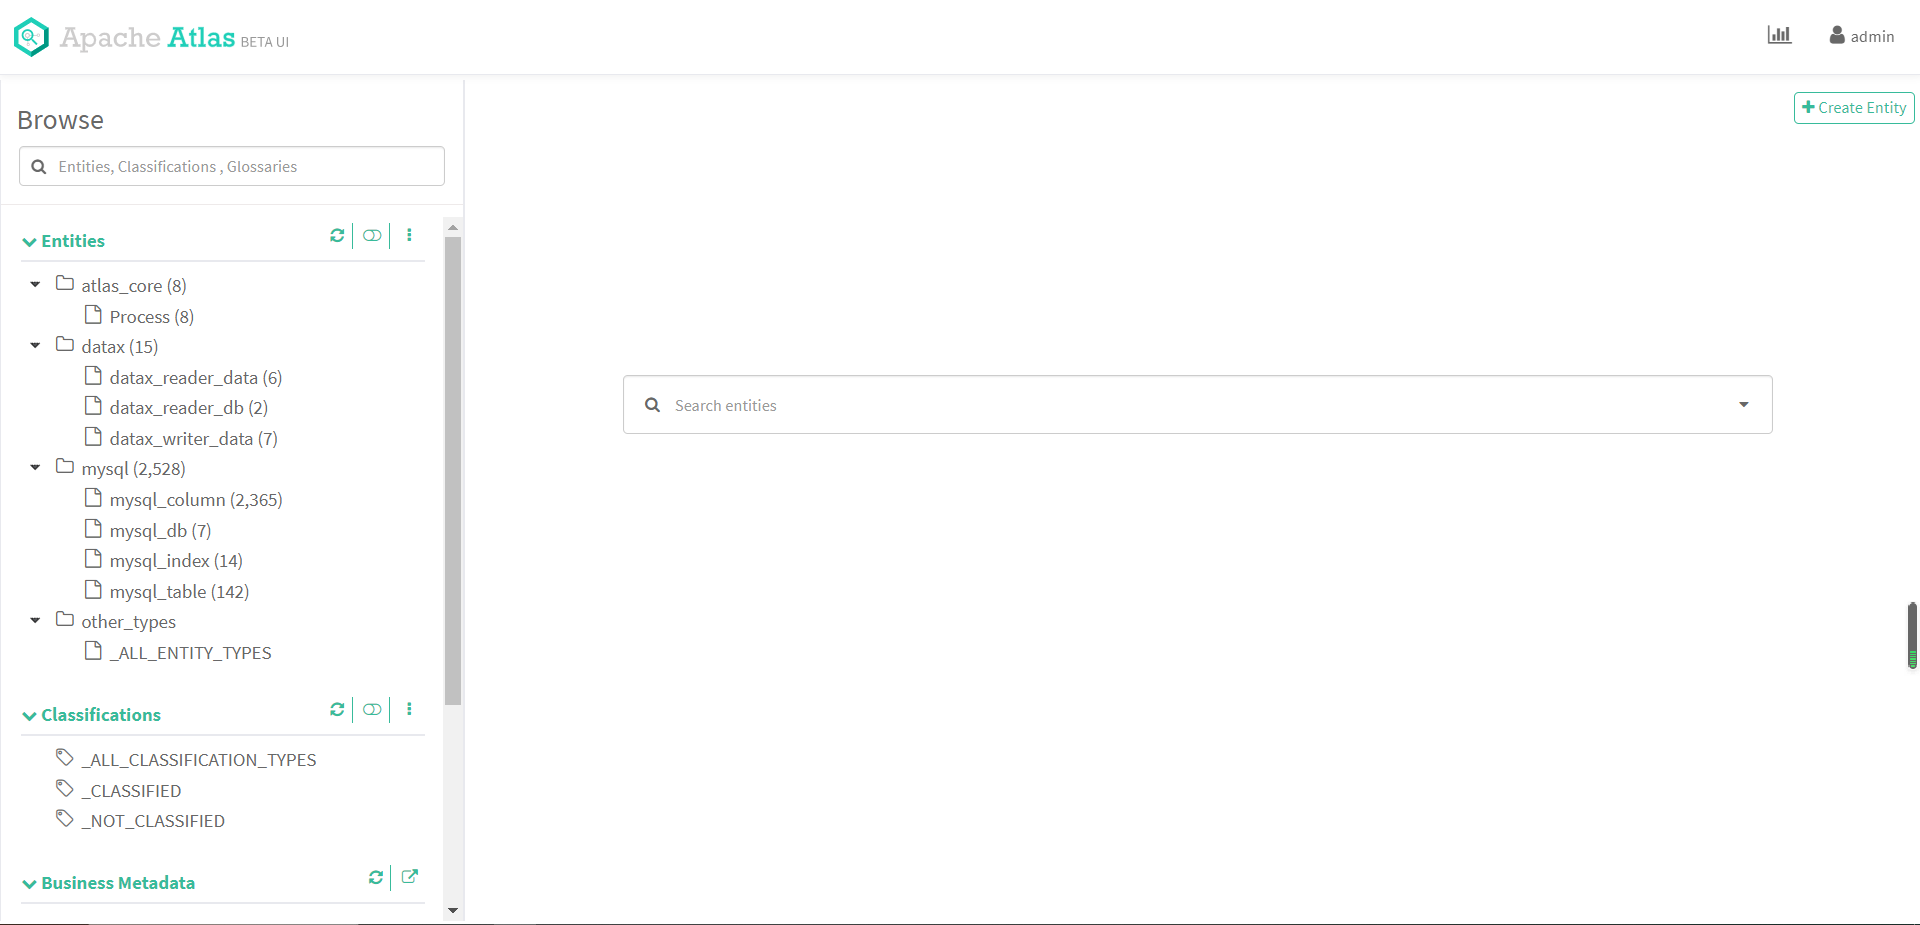 Apache Atlas BETA UI
admin
Create Entity
Browse
Entities, Classifications , Glossaries
Entities
atlas_core (8)
Process (8)
datax (15)
datax_reader_data (6)
datax_reader_db (2)
datax_writer_data (7)
mysql (2,528)
mysql_column (2,365)
mysql_db (7)
mysql_index (14)
mysql_table (142)
other_types
_ALL_ENTITY_TYPES
Classifications
_ALL_CLASSIFICATION_TYPES
_CLASSIFIED
_NOT_CLASSIFIED
Business Metadata
Search entities